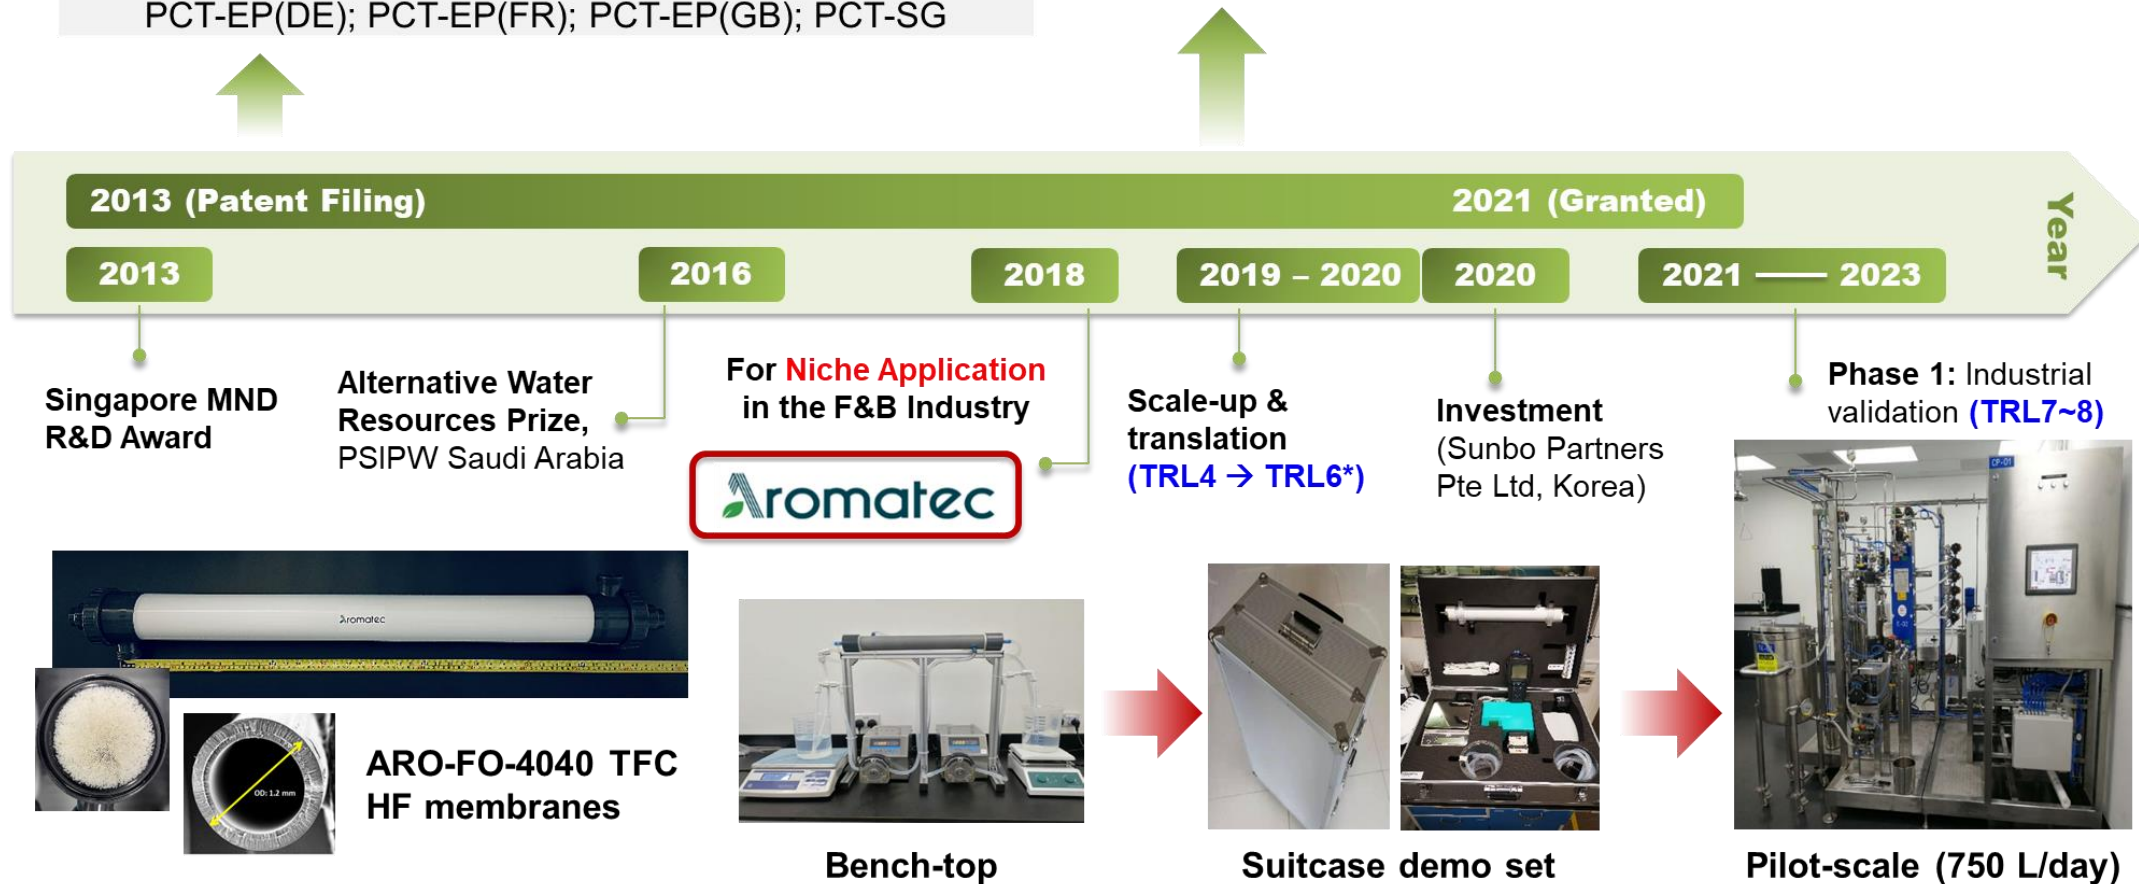 PCT-EP(DE); PCT-EP(FR); PCT-EP(GB); PCT-SG
2013 (Patent Filing)
2021 (Granted)
Year
2013
2016
2018
2019 – 2020
2020
2021 —— 2023
Singapore MND
R&D Award
Alternative Water
Resources Prize,
PSIPW Saudi Arabia
For Niche Application
in the F&B Industry
Aromatec
Scale-up &
translation
(TRL4 → TRL6*)
Investment
(Sunbo Partners
Pte Ltd, Korea)
Phase 1: Industrial
validation (TRL7~8)
Aromatec
OD: 1.2 mm
ARO-FO-4040 TFC
HF membranes
CP-01
Bench-top
Suitcase demo set
Pilot-scale (750 L/day)